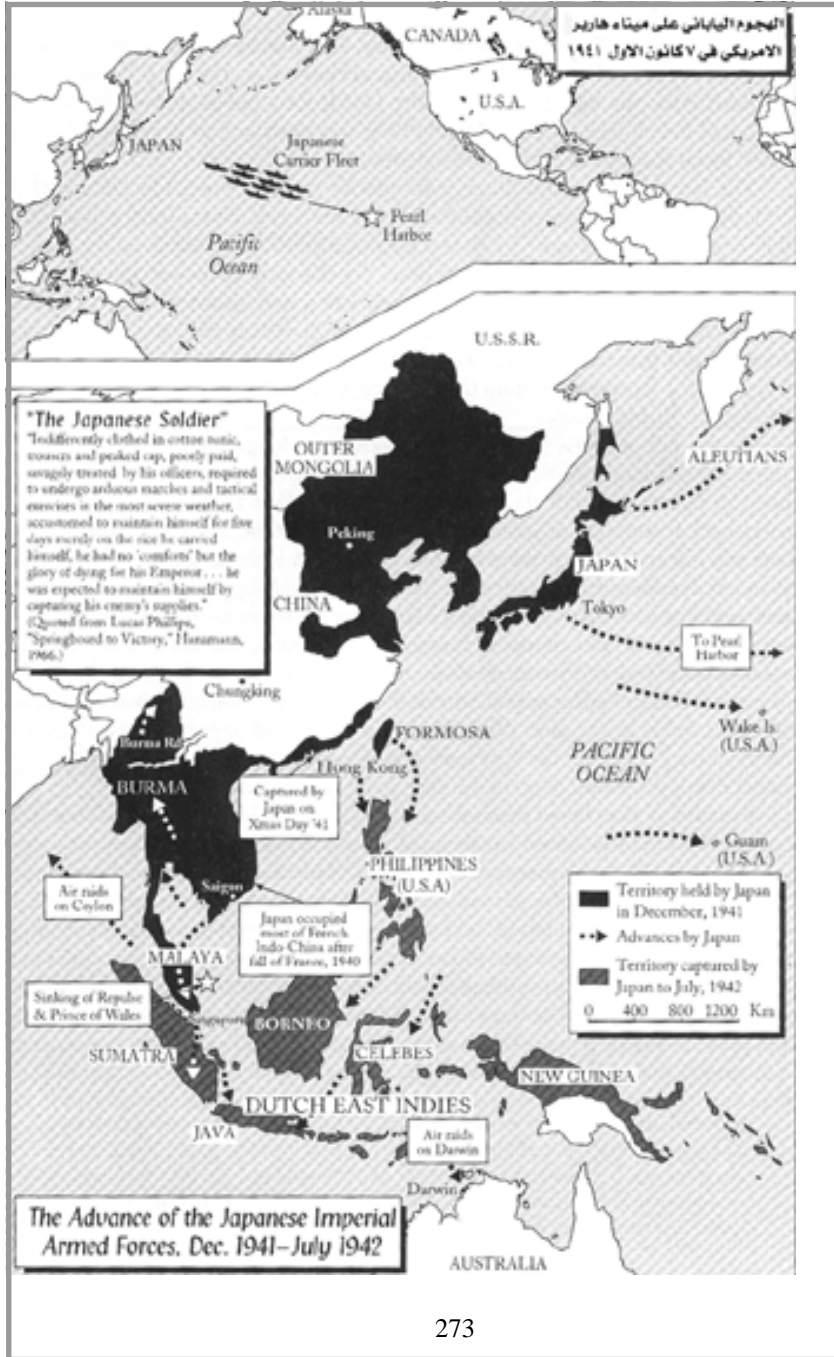 الهجوم الياباني على ميناء هاربر
الامريكي في ٧ كانون الاول ١٩٤١
Alaska
CANADA
U.S.A.
JAPAN
Japanese
Carrier Fleet
Pearl
Harbor
Pacific
Ocean
U.S.S.R.
"The Japanese Soldier"
"Indifferently clothed in cotton tunic,
trousers and peaked cap, poorly paid,
savagely treated by his officers, required
to undergo arduous marches and tactical
exercises in the most severe weather,
accustomed to maintain himself for five
days merely on the rice he carried
himself, he had no 'comforts' but the
glory of dying for his Emperor . . . he
was expected to maintain himself by
capturing his enemy's supplies."
(Quoted from Lucas Phillips,
"Springboard to Victory,"
1966.)
OUTER
MONGOLIA
ALEUTIANS
Peking
JAPAN
CHINA
Tokyo
To Pearl
Harbor
Chungking
Wake Is.
(U.S.A.)
Burma Rd
FORMOSA
PACIFIC
OCEAN
Hong Kong
BURMA
Captured by
Japan on
Xmas Day '41
Guam
(U.S.A.)
PHILIPPINES
(U.S.A)
Air raids
on Ceylon
Saigon
Japan occupied
most of French
Indo-China after
fall of France, 1940
Territory held by Japan
in December, 1941
Advances by Japan
Territory captured by
Japan to July, 1942
0 400 800 1200 Km
MALAYA
Sinking of Repulse
& Prince of Wales
Singapore
BORNEO
SUMATRA
CELEBES
NEW GUINEA
DUTCH EAST INDIES
JAVA
Air raids
on Darwin
Darwin
The Advance of the Japanese Imperial
Armed Forces, Dec. 1941–July 1942
AUSTRALIA
273